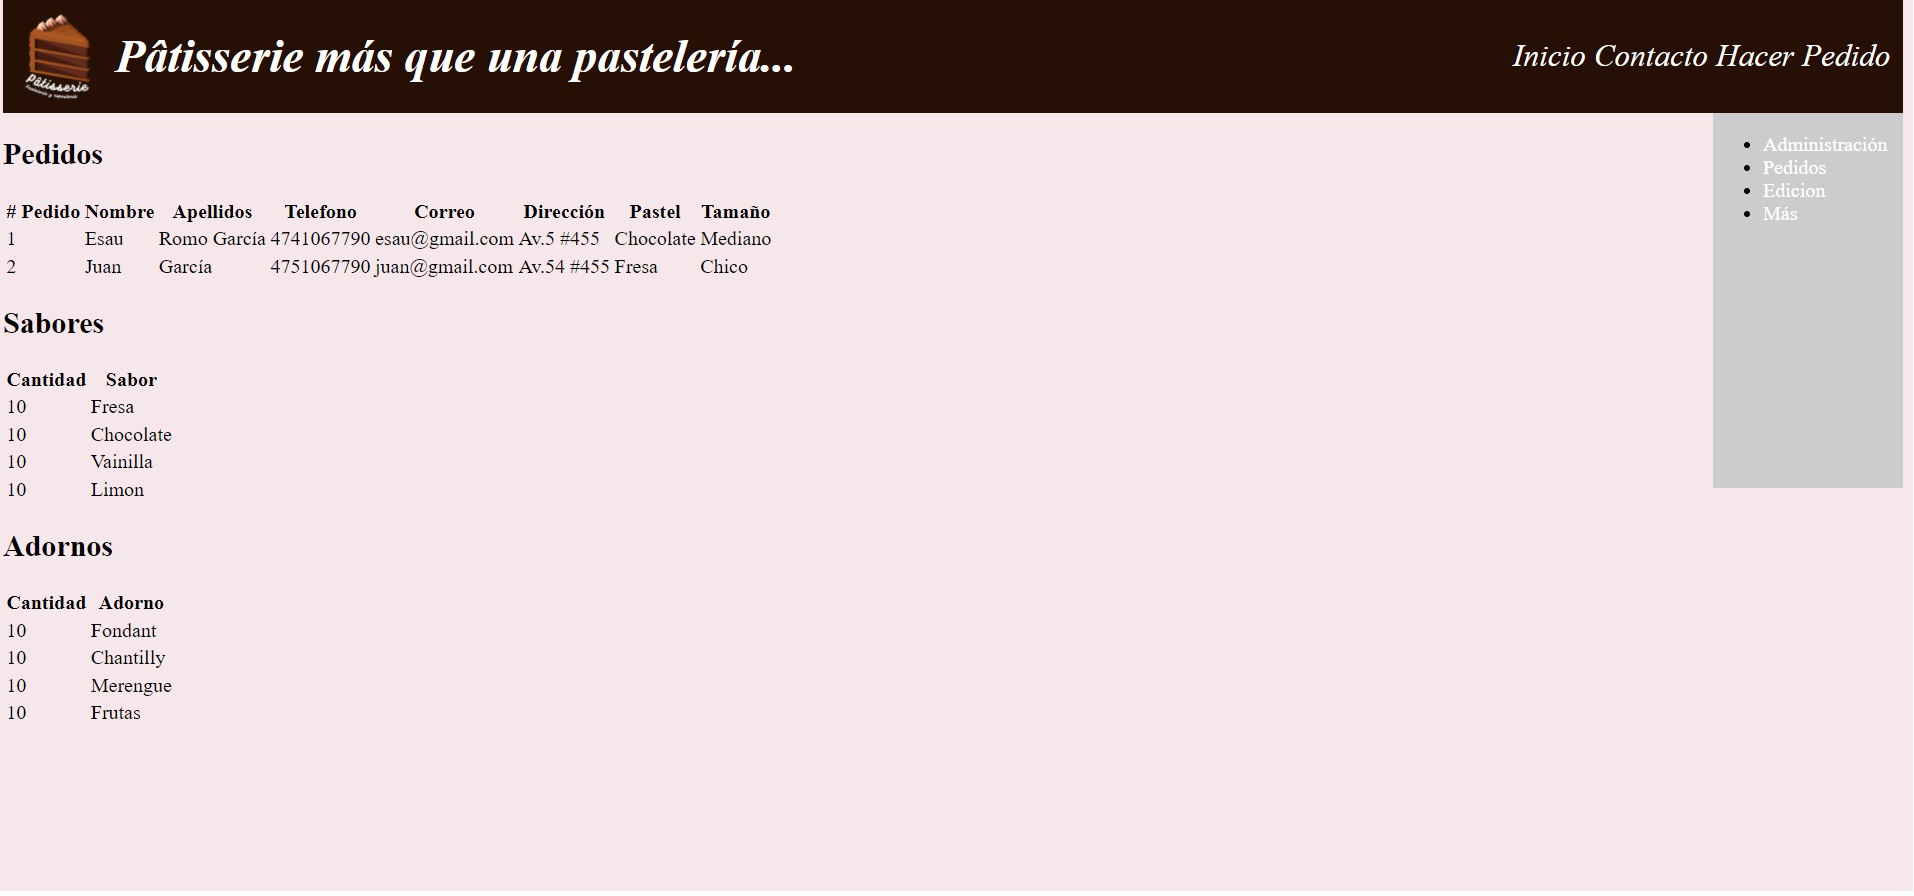 Pâtisserie
Pâtisserie más que una pastelería...
Inicio Contacto Hacer Pedido
Administración
Pedidos
Edicion
Más
Pedidos
# Pedido Nombre Apellidos Telefono Correo Dirección Pastel Tamaño
1 Esau Romo García 4741067790 esau@gmail.com Av.5 #455 Chocolate Mediano
2 Juan García 4751067790 juan@gmail.com Av.54 #455 Fresa Chico
Sabores
Cantidad Sabor
10 Fresa
10 Chocolate
10 Vainilla
10 Limon
Adornos
Cantidad Adorno
10 Fondant
10 Chantilly
10 Merengue
10 Frutas